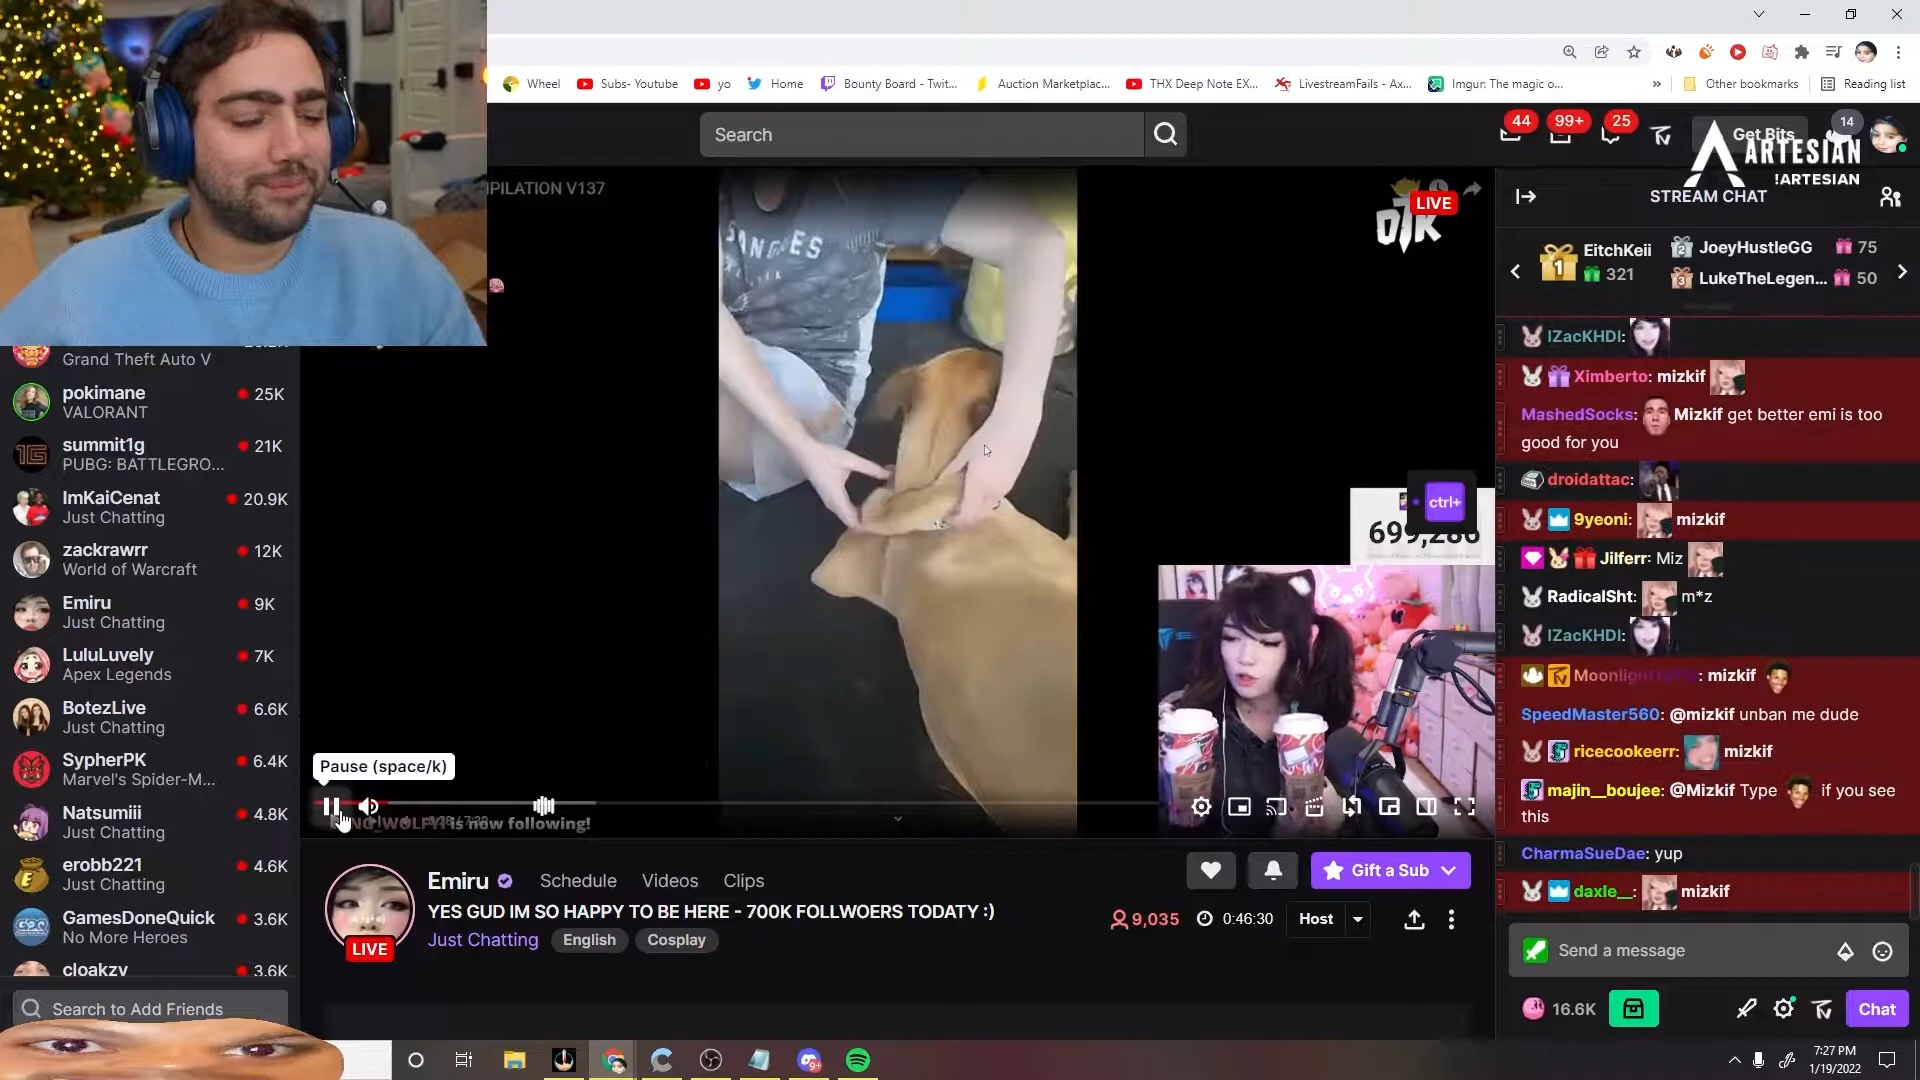 Wheel
Subs- Youtube
yo
Home
Bounty Board - Twit...
Auction Marketplac...
THX Deep Note EX...
LivestreamFails - Ax...
Imgur: The magic o...
»
Other bookmarks
Reading list
Search
44
99+
25
14
Get Bits
ARTESIAN
!ARTESIAN
STREAM CHAT
PILATION V137
LIVE
OTK
EitchKeii
321
JoeyHustleGG 75
LukeTheLegen... 50
Grand Theft Auto V
pokimane 25K
VALORANT
summit1g 21K
PUBG: BATTLEGRO...
ImKaiCenat 20.9K
Just Chatting
zackrawrr 12K
World of Warcraft
Emiru 9K
Just Chatting
LuluLuvely 7K
Apex Legends
BotezLive 6.6K
Just Chatting
SypherPK 6.4K
Marvel's Spider-M...
Natsumiii 4.8K
Just Chatting
erobb221 4.6K
Just Chatting
GamesDoneQuick 3.6K
No More Heroes
cloakzy 3.6K
Search to Add Friends
ctrl+
699,286
Pause (space/k)
is now following!
Emiru
Schedule
Videos
Clips
Gift a Sub
YES GUD IM SO HAPPY TO BE HERE - 700K FOLLWOERS TODATY :)
Just Chatting
English
Cosplay
LIVE
9,035
0:46:30
Host
IZacKHDI:
Ximberto: mizkif
MashedSocks: Mizkif get better emi is too
good for you
droidattac:
9yeoni: mizkif
Jilferr: Miz
RadicalSht: m*z
IZacKHDI:
: mizkif
SpeedMaster560: @mizkif unban me dude
ricecookeerr: mizkif
majin__boujee: @Mizkif Type if you see
this
CharmaSueDae: yup
daxle__: mizkif
Send a message
16.6K
Chat
7:27 PM
1/19/2022